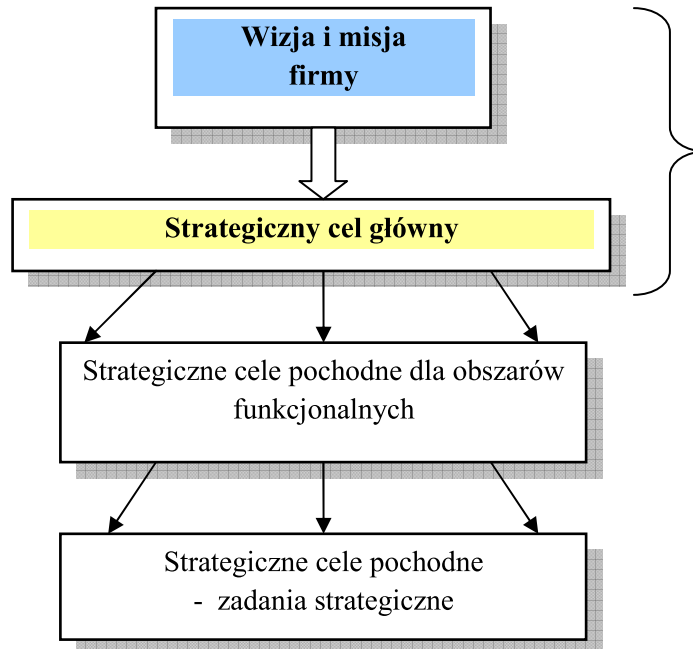 Wizja i misja
firmy
Strategiczny cel główny
Strategiczne cele pochodne dla obszarów
funkcjonalnych
Strategiczne cele pochodne
- zadania strategiczne